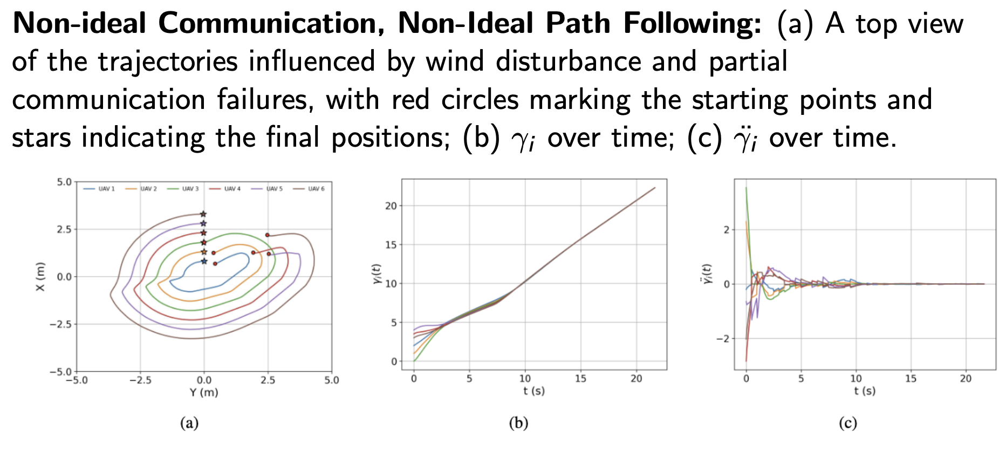 Non-ideal Communication, Non-Ideal Path Following: (a) A top view
of the trajectories influenced by wind disturbance and partial
communication failures, with red circles marking the starting points and
stars indicating the final positions; (b) γᵢ over time; (c) γ̈ᵢ over time.
5.0
UAV 1 UAV 2 UAV 3 UAV 4 UAV 5 UAV 6
2.5
0.0
−2.5
−5.0
X (m)
−5.0 −2.5 0.0 2.5 5.0
Y (m)
(a)
20
15
10
5
0
γᵢ(t)
0 5 10 15 20
t (s)
(b)
2
0
−2
γ̈ᵢ(t)
0 5 10 15 20
t (s)
(c)